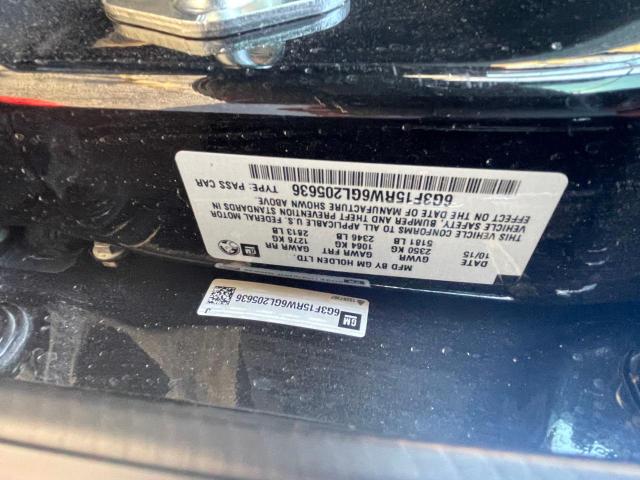 MFD BY GM HOLDEN LTD.
DATE GVWR GAWR FRT GAWR RR
10/15 2350 KG 1064 KG 1276 KG
5181 LB 2346 LB 2813 LB
THIS VEHICLE CONFORMS TO ALL APPLICABLE U.S. FEDERAL MOTOR
VEHICLE SAFETY, BUMPER AND THEFT PREVENTION STANDARDS IN
EFFECT ON THE DATE OF MANUFACTURE SHOWN ABOVE
6G3F15RW6GL205636 TYPE: PASS CAR
GM
6G3F15RW6GL205636
J